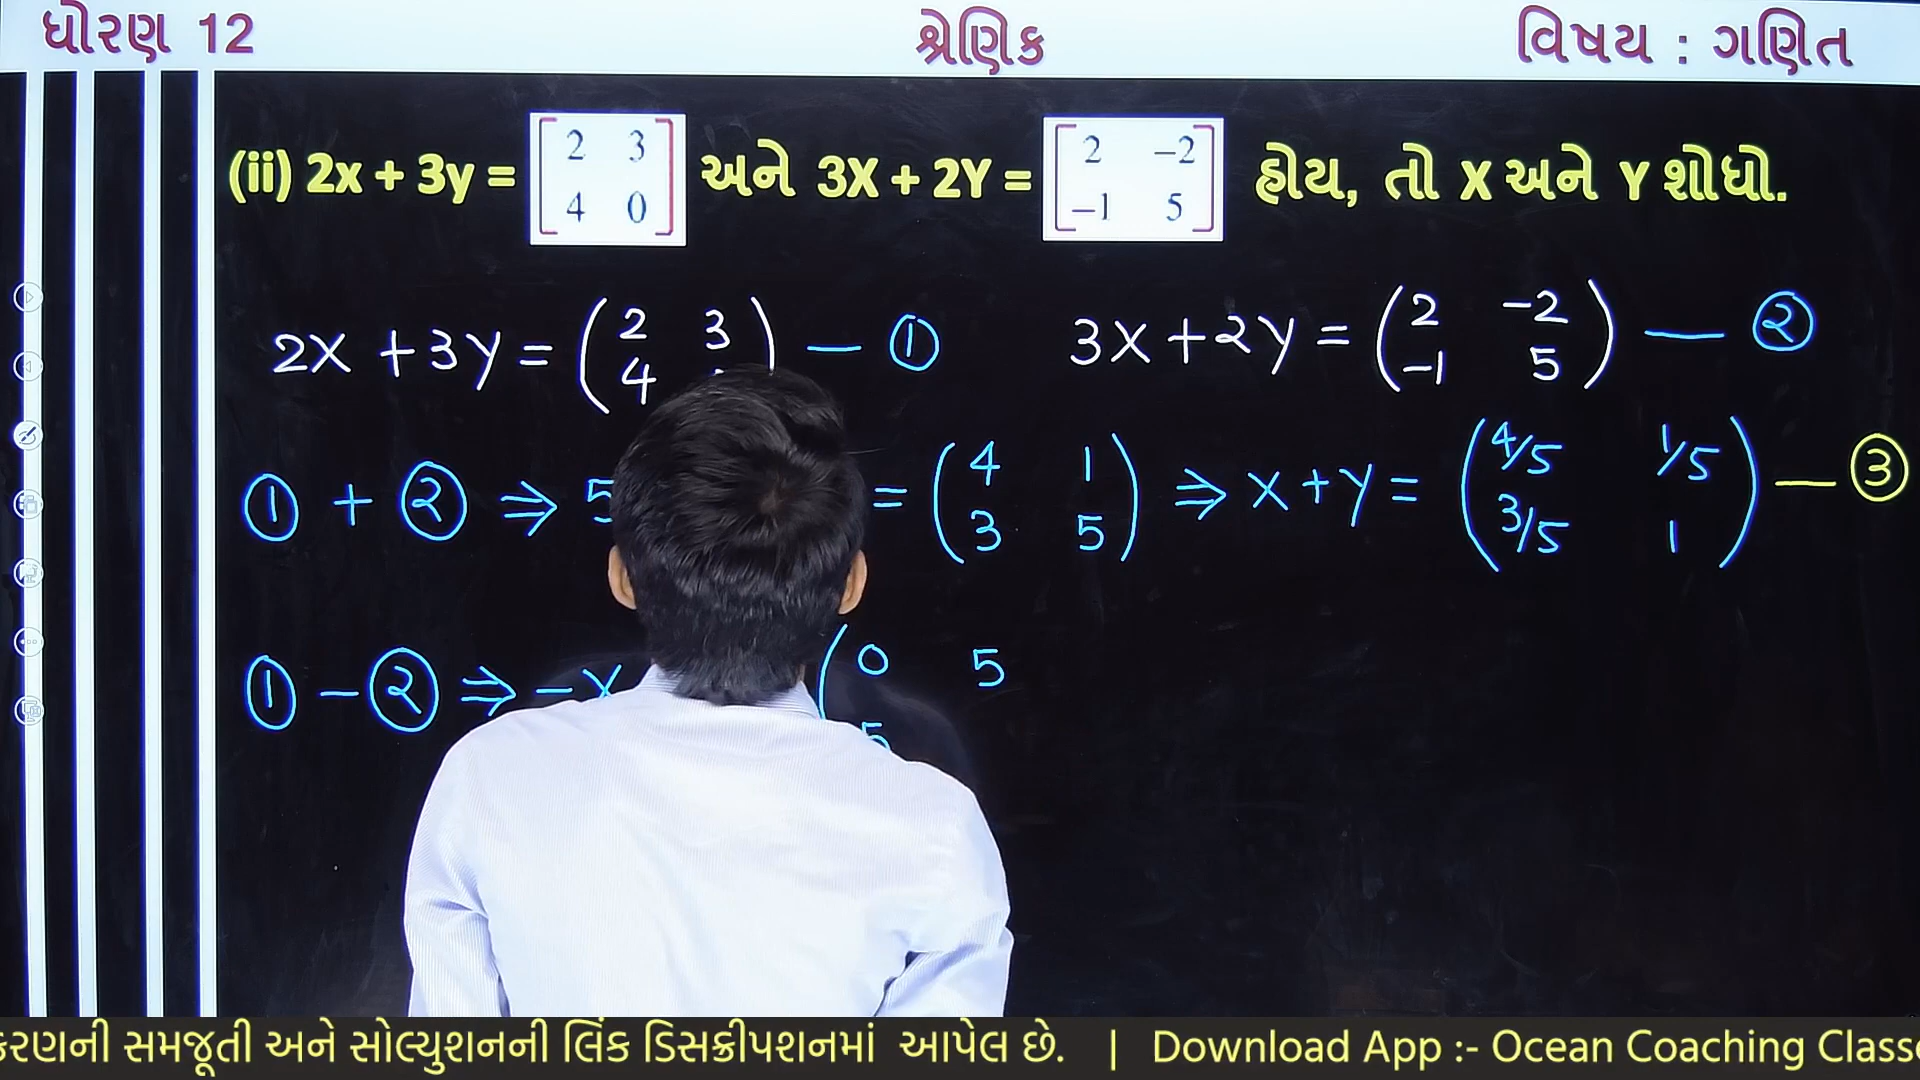 ધોરણ 12 શ્રેણિક વિષય : ગણિત
(ii) 2x + 3y = [2 3 4 0] અને 3X + 2Y = [2 -2 -1 5] હોય, તો X અને Y શોધો.
2X + 3Y = (2 3 4 ) — ① 3X + 2Y = (2 -2 -1 5) — ②
① + ② ⇒ 5 = (4 1 3 5) ⇒ X + Y = (4/5 1/5 3/5 1) — ③
① - ② ⇒ -X (0 5 5
કરણની સમજૂતી અને સોલ્યુશનની લિંક ડિસક્રીપશનમાં આપેલ છે. | Download App :- Ocean Coaching